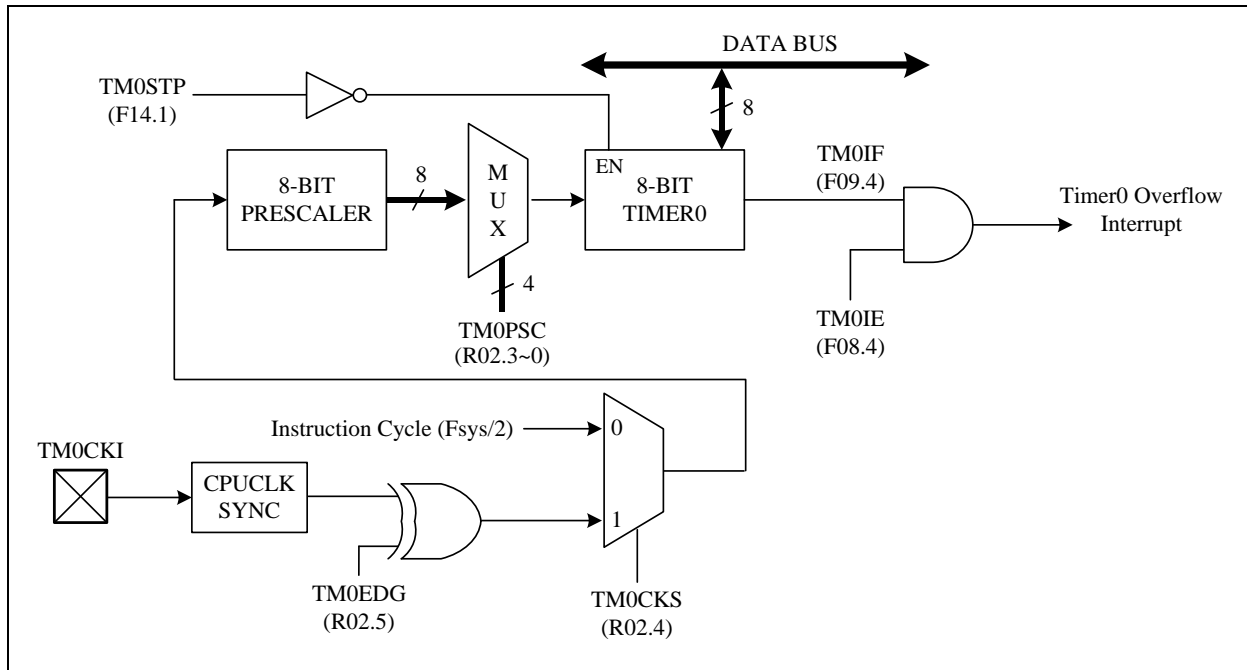 DATA BUS
TM0STP
(F14.1)
8
EN
8-BIT
PRESCALER
8
M
U
X
8-BIT
TIMER0
TM0IF
(F09.4)
Timer0 Overflow
Interrupt
4
TM0PSC
(R02.3~0)
TM0IE
(F08.4)
Instruction Cycle (Fsys/2)
0
TM0CKI
CPUCLK
SYNC
1
TM0EDG
(R02.5)
TM0CKS
(R02.4)